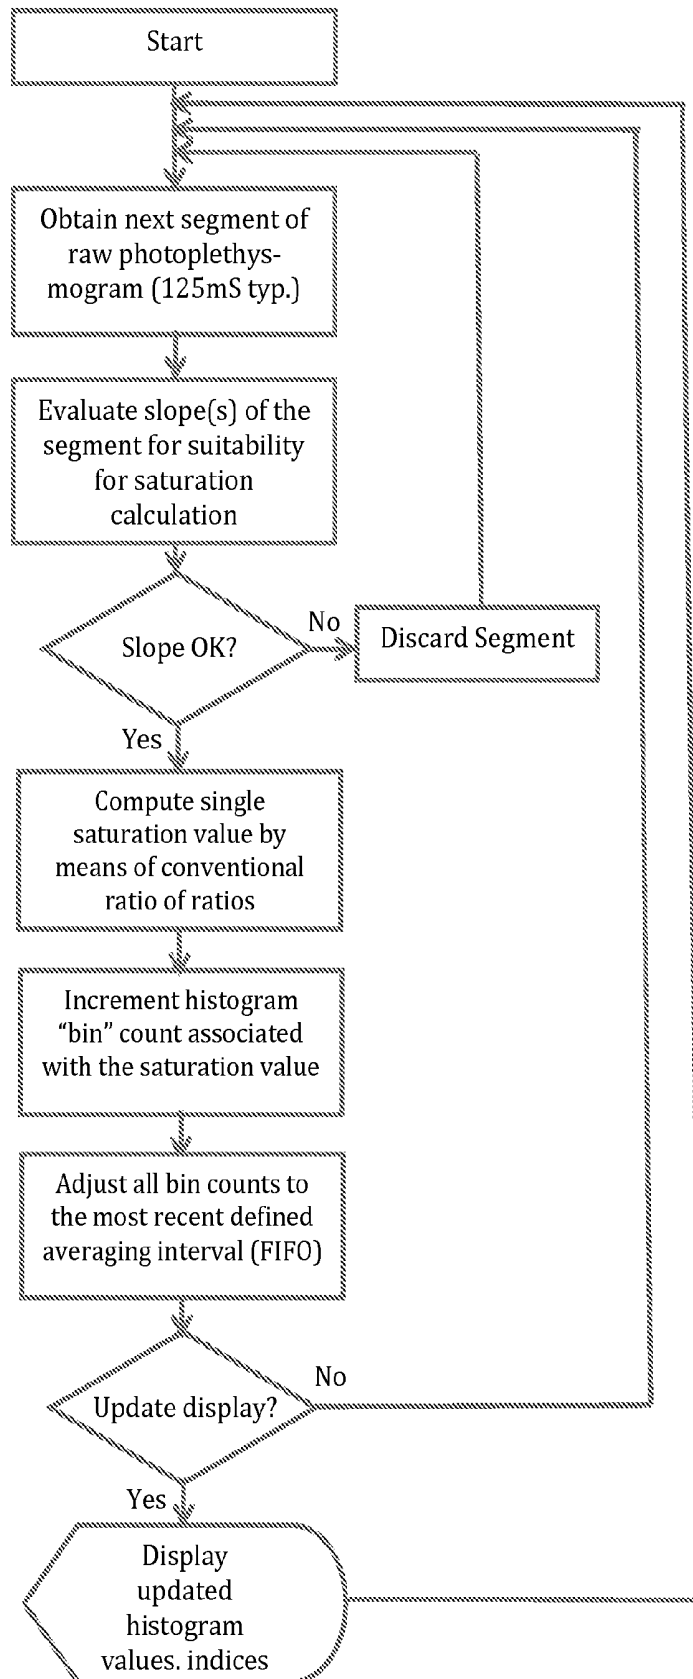 Start
Obtain next segment of
raw photoplethys-
mogram (125mS typ.)
Evaluate slope(s) of the
segment for suitability
for saturation
calculation
Slope OK?
No
Discard Segment
Yes
Compute single
saturation value by
means of conventional
ratio of ratios
Increment histogram
“bin” count associated
with the saturation value
Adjust all bin counts to
the most recent defined
averaging interval (FIFO)
No
Update display?
Yes
Display
updated
histogram
values. indices